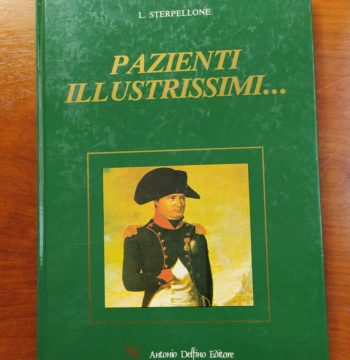 L. STERPELLONE
PAZIENTI
ILLUSTRISSIMI...
Antonio Delfino Editore